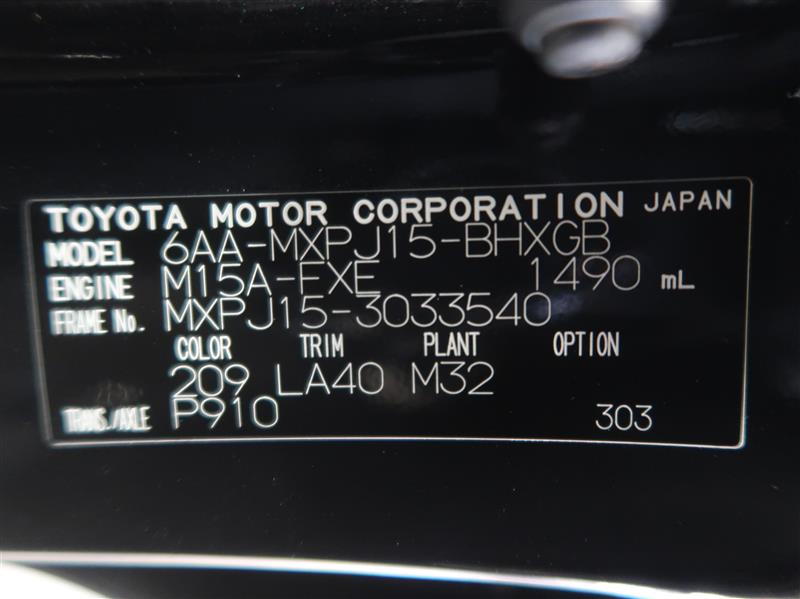 TOYOTA MOTOR CORPORATION JAPAN
MODEL 6AA-MXPJ15-BHXGB
ENGINE M15A-FXE 1490 mL
FRAME No. MXPJ15-3033540
COLOR TRIM PLANT OPTION
209 LA40 M32
TRANS./AXLE P910 303